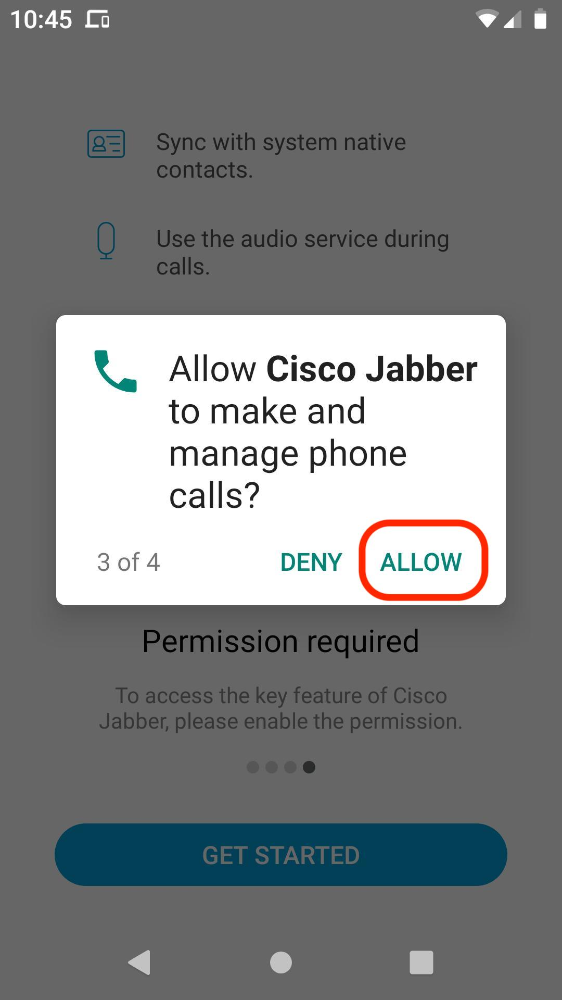 10:45
Sync with system native
contacts.
Use the audio service during
calls.
Allow Cisco Jabber
to make and
manage phone
calls?
3 of 4
DENY
ALLOW
Permission required
To access the key feature of Cisco
Jabber, please enable the permission.
GET STARTED